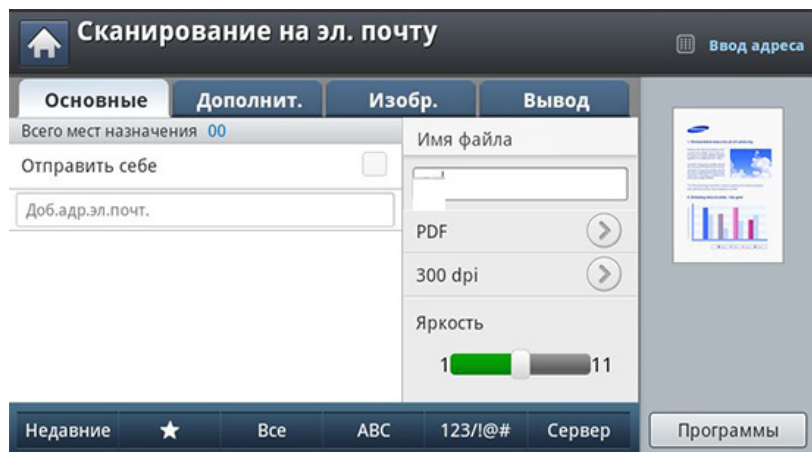 Сканирование на эл. почту
Ввод адреса
Основные Дополнит. Изобр. Вывод
Всего мест назначения 00
Отправить себе
Доб.адр.эл.почт.
Имя файла
PDF
300 dpi
Яркость
1 11
Недавние ★ Все ABC 123/!@# Сервер
Программы